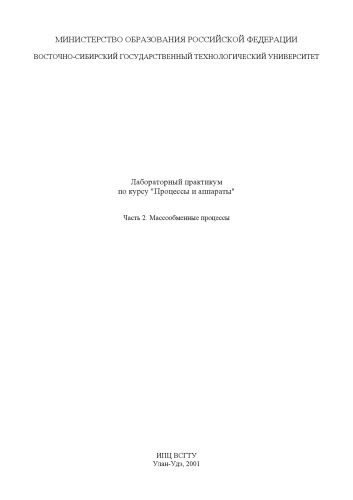 МИНИСТЕРСТВО ОБРАЗОВАНИЯ РОССИЙСКОЙ ФЕДЕРАЦИИ
ВОСТОЧНО-СИБИРСКИЙ ГОСУДАРСТВЕННЫЙ ТЕХНОЛОГИЧЕСКИЙ УНИВЕРСИТЕТ
Лабораторный практикум
по курсу "Процессы и аппараты"
Часть 2. Массообменные процессы
ИПЦ ВСГТУ
Улан-Удэ, 2001